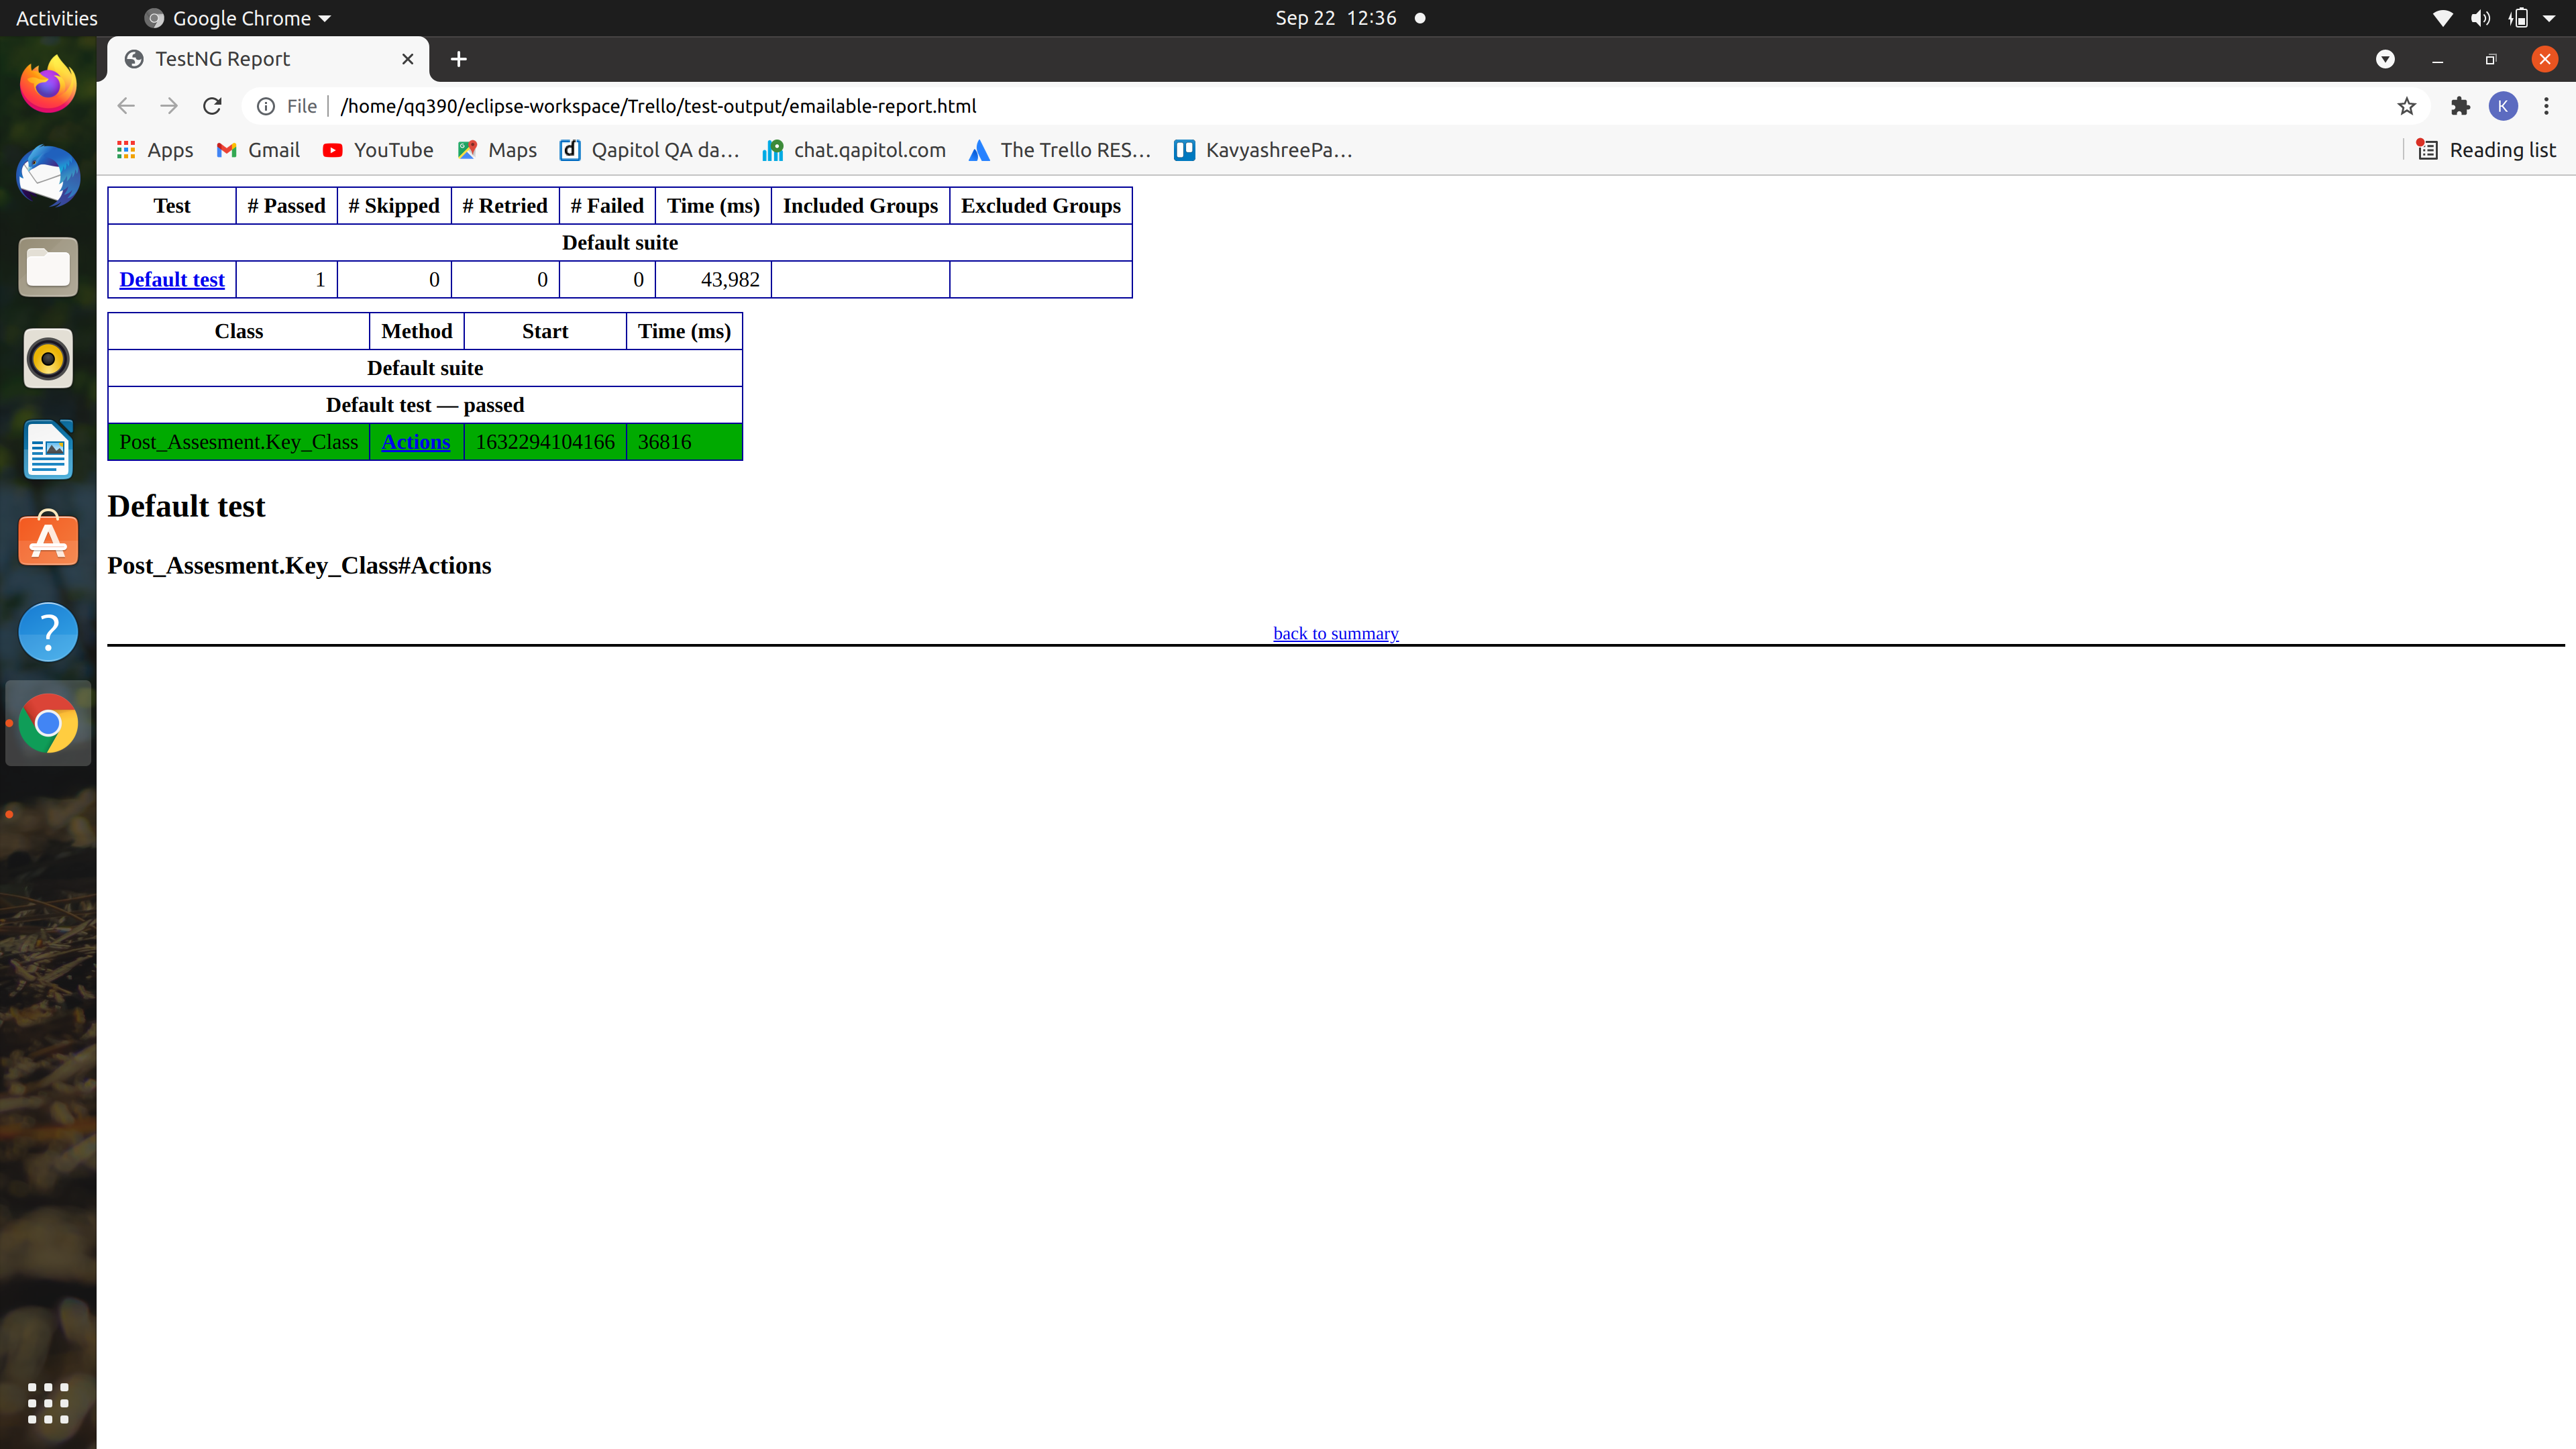 Activities Google Chrome Sep 22 12:36
TestNG Report
File /home/qq390/eclipse-workspace/Trello/test-output/emailable-report.html K
Apps Gmail YouTube Maps Qapitol QA da... chat.qapitol.com The Trello RES... KavyashreePa... Reading list
Test # Passed # Skipped # Retried # Failed Time (ms) Included Groups Excluded Groups
Default suite
Default test 1 0 0 0 43,982
Class Method Start Time (ms)
Default suite
Default test — passed
Post_Assesment.Key_Class Actions 1632294104166 36816
Default test
Post_Assesment.Key_Class#Actions
back to summary